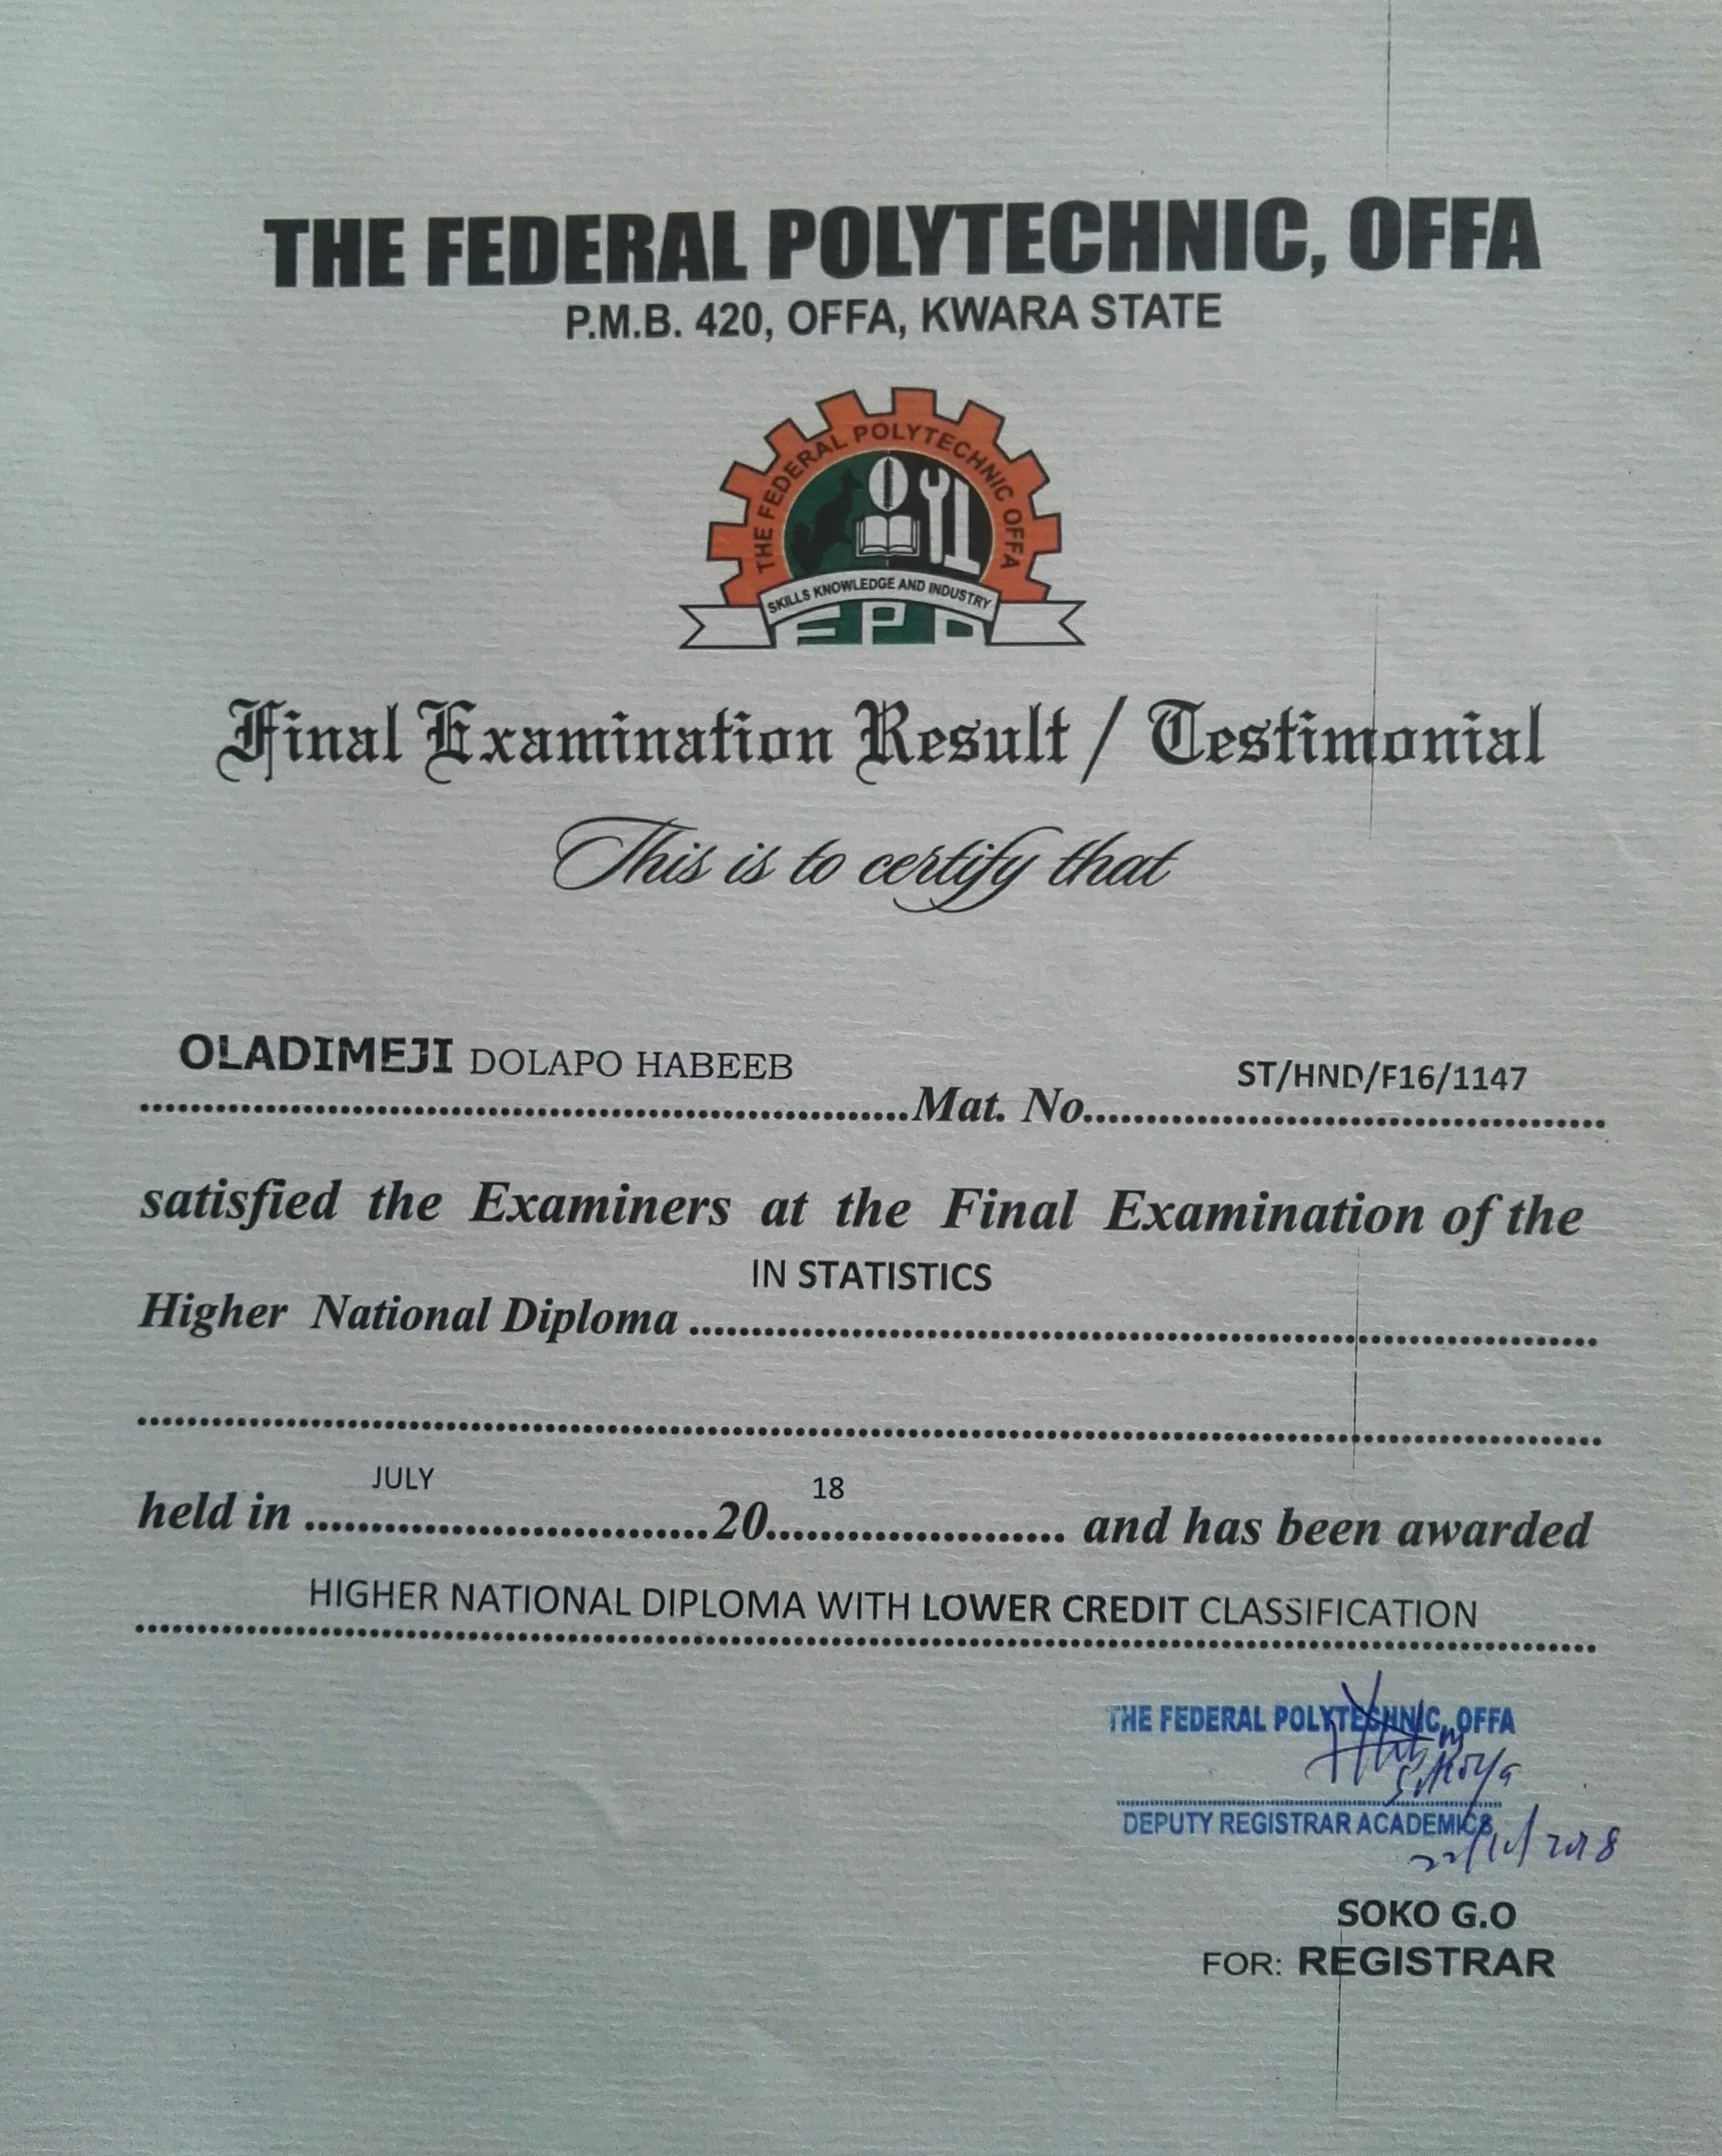 THE FEDERAL POLYTECHNIC, OFFA
P.M.B. 420, OFFA, KWARA STATE
THE FEDERAL POLYTECHNIC OFFA
SKILLS KNOWLEDGE AND INDUSTRY
FPO
Final Examination Result / Testimonial
This is to certify that
OLADIMEJI DOLAPO HABEEB ST/HND/F16/1147
Mat. No
satisfied the Examiners at the Final Examination of the
IN STATISTICS
Higher National Diploma
JULY 18
held in 20 and has been awarded
HIGHER NATIONAL DIPLOMA WITH LOWER CREDIT CLASSIFICATION
THE FEDERAL POLYTECHNIC, OFFA
DEPUTY REGISTRAR ACADEMICS
SOKO G.O
FOR: REGISTRAR